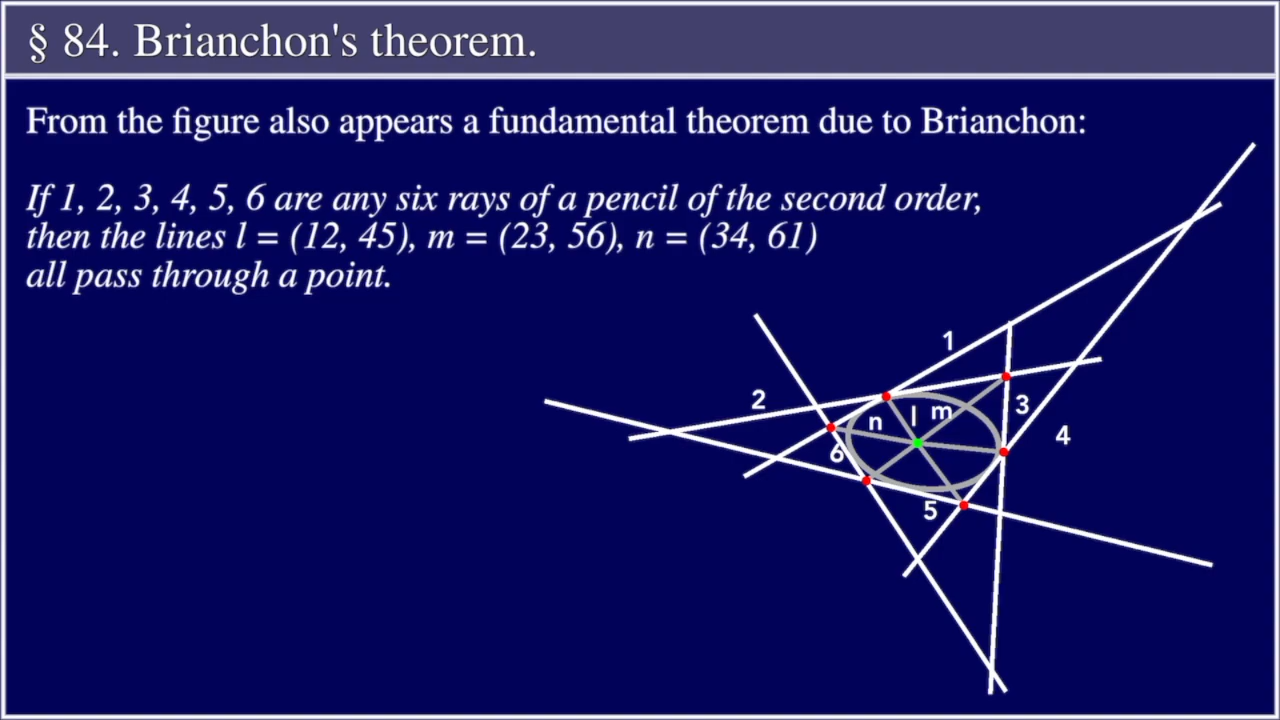 § 84. Brianchon's theorem.
From the figure also appears a fundamental theorem due to Brianchon:
If 1, 2, 3, 4, 5, 6 are any six rays of a pencil of the second order,
then the lines l = (12, 45), m = (23, 56), n = (34, 61)
all pass through a point.
1
2
3
n l m
4
6
5